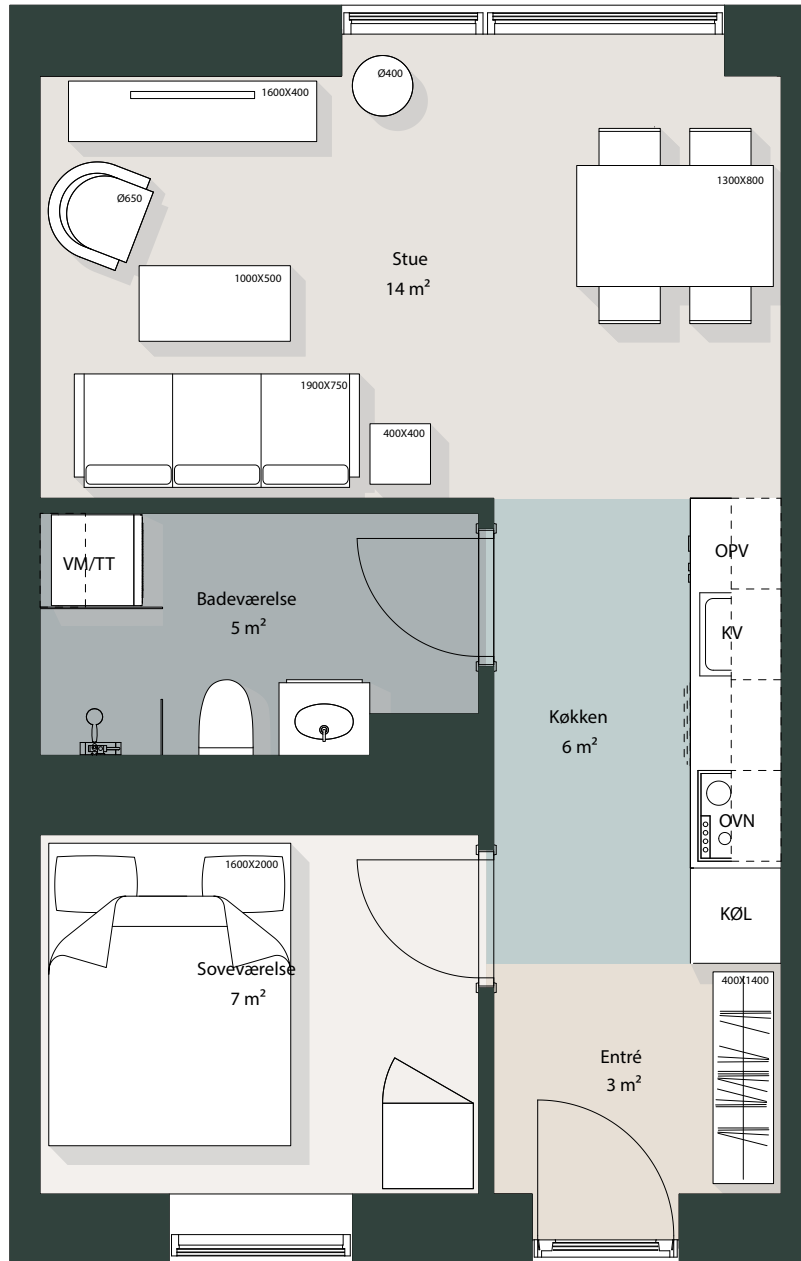 1600X400
Ø400
Ø650
1300X800
1000X500
Stue
14 m²
1900X750
400X400
VM/TT
Badeværelse
5 m²
OPV
KV
Køkken
6 m²
OVN
KØL
1600X2000
Soveværelse
7 m²
400X1400
Entré
3 m²